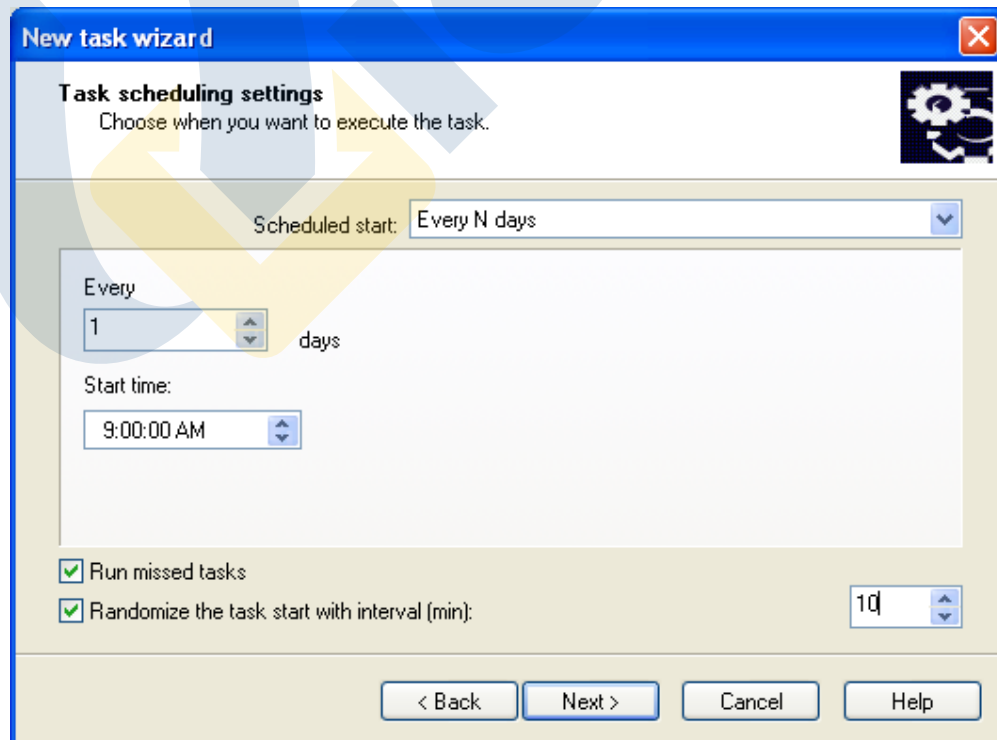 New task wizard
Task scheduling settings
Choose when you want to execute the task.
Scheduled start: Every N days
Every
1 days
Start time:
9:00:00 AM
Run missed tasks
Randomize the task start with interval (min): 10
< Back Next > Cancel Help